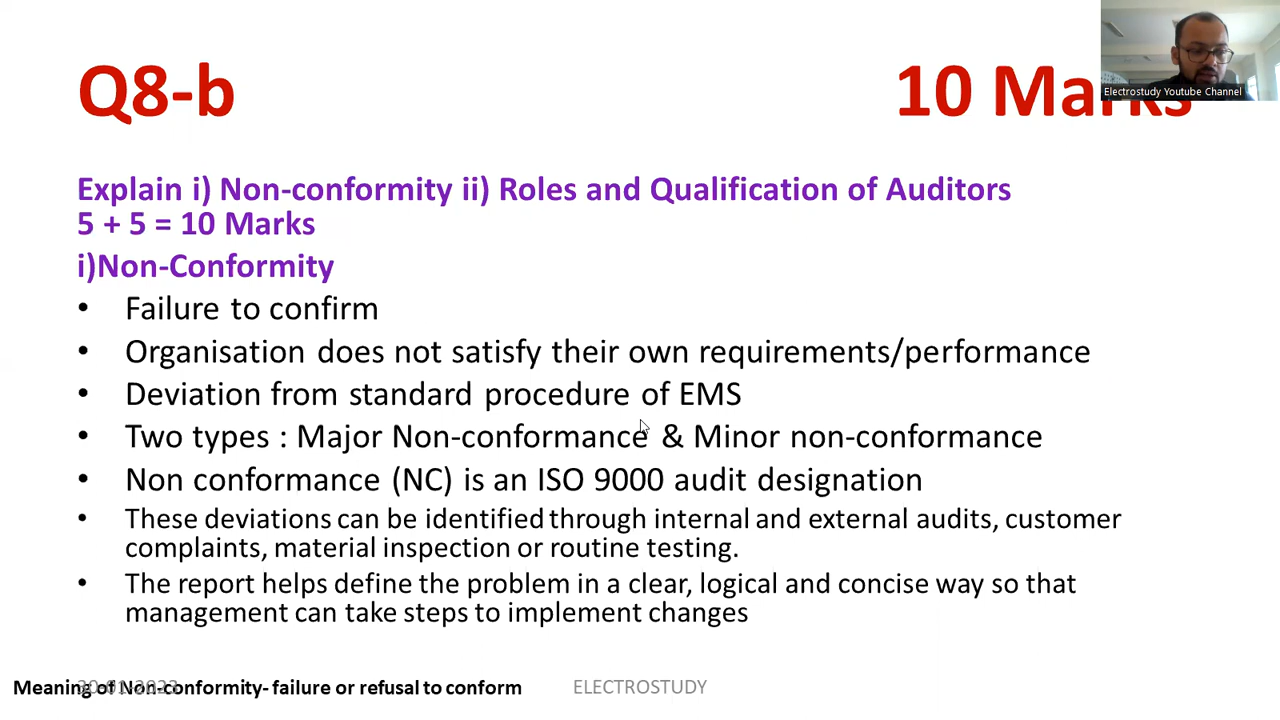 Q8-b
10 Marks
Electrostudy Youtube Channel
Explain i) Non-conformity ii) Roles and Qualification of Auditors
5 + 5 = 10 Marks
i)Non-Conformity
• Failure to confirm
• Organisation does not satisfy their own requirements/performance
• Deviation from standard procedure of EMS
• Two types : Major Non-conformance & Minor non-conformance
• Non conformance (NC) is an ISO 9000 audit designation
• These deviations can be identified through internal and external audits, customer
complaints, material inspection or routine testing.
• The report helps define the problem in a clear, logical and concise way so that
management can take steps to implement changes
30-01-2023
Meaning of Non-conformity- failure or refusal to conform
ELECTROSTUDY